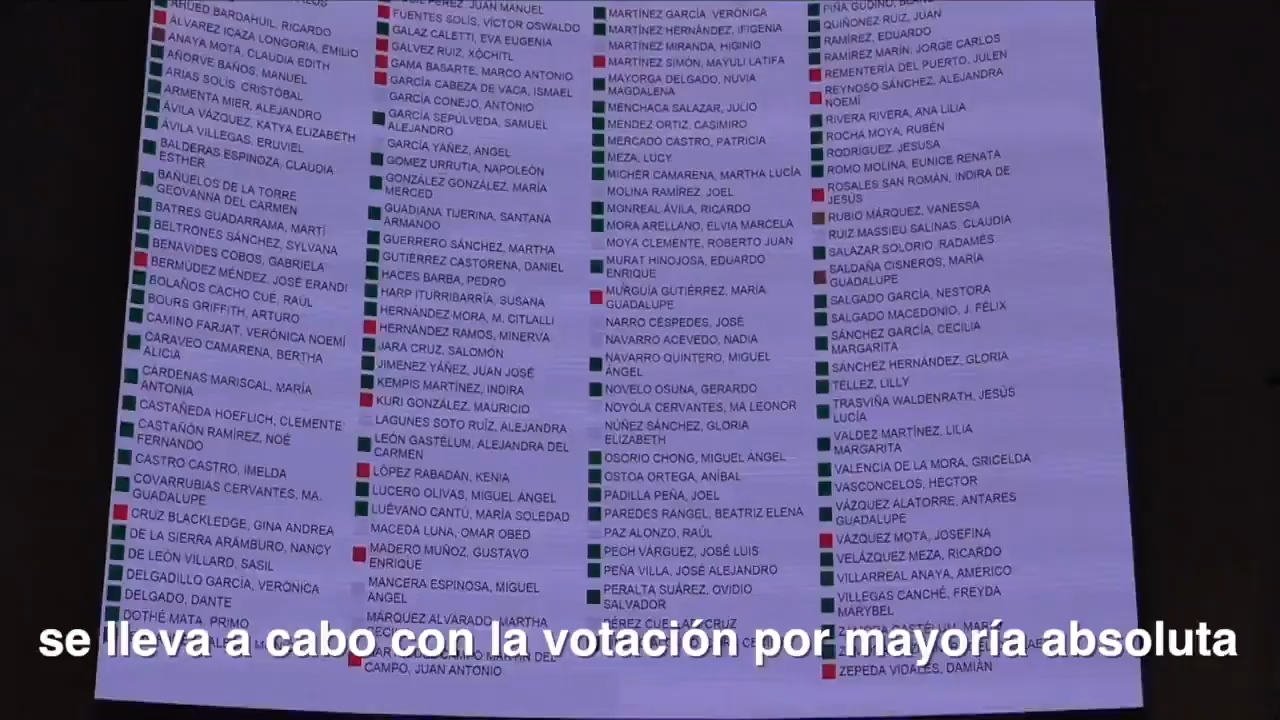 AHUED BARDAHUIL, RICARDO
ÁLVAREZ ICAZA LONGORIA, EMILIO
ANAYA MOTA, CLAUDIA EDITH
AÑORVE BAÑOS, MANUEL
ARIAS SOLÍS, CRISTÓBAL
ARMENTA MIER, ALEJANDRO
ÁVILA VÁZQUEZ, KATYA ELIZABETH
ÁVILA VILLEGAS, ERUVIEL
BALDERAS ESPINOZA, CLAUDIA
ESTHER
BAÑUELOS DE LA TORRE
GEOVANNA DEL CARMEN
BATRES GUADARRAMA, MARTÍ
BELTRONES SÁNCHEZ, SYLVANA
BENAVIDES COBOS, GABRIELA
BERMÚDEZ MÉNDEZ, JOSÉ ERANDI
BOLAÑOS CACHO CUÉ, RAÚL
BOURS GRIFFITH, ARTURO
CAMINO FARJAT, VERÓNICA NOEMÍ
CARAVEO CAMARENA, BERTHA
ALICIA
CÁRDENAS MARISCAL, MARÍA
ANTONIA
CASTAÑEDA HOEFLICH, CLEMENTE
CASTAÑÓN RAMÍREZ, NOÉ
FERNANDO
CASTRO CASTRO, IMELDA
COVARRUBIAS CERVANTES, MA.
GUADALUPE
CRUZ BLACKLEDGE, GINA ANDREA
DE LA SIERRA ARÁMBURO, NANCY
DE LEÓN VILLARD, SASIL
DELGADILLO GARCÍA, VERÓNICA
DELGADO, DANTE
DOTHÉ MATA, PRIMO
PÉREZ, JUAN MANUEL
FUENTES SOLÍS, VÍCTOR OSWALDO
GALAZ CALETTI, EVA EUGENIA
GÁLVEZ RUIZ, XÓCHITL
GAMA BASARTE, MARCO ANTONIO
GARCÍA CABEZA DE VACA, ISMAEL
GARCÍA CONEJO, ANTONIO
GARCÍA SEPÚLVEDA, SAMUEL
ALEJANDRO
GARCÍA YÁÑEZ, ÁNGEL
GÓMEZ URRUTIA, NAPOLEÓN
GONZÁLEZ GONZÁLEZ, MARÍA
MERCED
GUADIANA TIJERINA, SANTANA
ARMANDO
GUERRERO SÁNCHEZ, MARTHA
GUTIÉRREZ CASTORENA, DANIEL
HACES BARBA, PEDRO
HARP ITURRIBARRÍA, SUSANA
HERNÁNDEZ MORA, M. CITLALLI
HERNÁNDEZ RAMOS, MINERVA
JARA CRUZ, SALOMÓN
JIMÉNEZ YÁÑEZ, JUAN JOSÉ
KEMPIS MARTÍNEZ, INDIRA
KURI GONZÁLEZ, MAURICIO
LAGUNES SOTO RUÍZ, ALEJANDRA
LEÓN GASTÉLUM, ALEJANDRA DEL
CARMEN
LÓPEZ RABADÁN, KENIA
LUCERO OLIVAS, MIGUEL ÁNGEL
LUÉVANO CANTÚ, MARÍA SOLEDAD
MACEDA LUNA, OMAR OBED
MADERO MUÑOZ, GUSTAVO
ENRIQUE
MANCERA ESPINOSA, MIGUEL
ÁNGEL
MÁRQUEZ ALVARADO, MARTHA
CAMPO, JUAN ANTONIO
MARTÍNEZ GARCÍA, VERÓNICA
MARTÍNEZ HERNÁNDEZ, IFIGENIA
MARTÍNEZ MIRANDA, HIGINIO
MARTÍNEZ SIMÓN, MAYULI LATIFA
MAYORGA DELGADO, NUVIA
MAGDALENA
MENCHACA SALAZAR, JULIO
MÉNDEZ ORTIZ, CASIMIRO
MERCADO CASTRO, PATRICIA
MEZA, LUCY
MICHER CAMARENA, MARTHA LUCÍA
MOLINA RAMÍREZ, JOEL
MONREAL ÁVILA, RICARDO
MORA ARELLANO, ELVIA MARCELA
MOYA CLEMENTE, ROBERTO JUAN
MURAT HINOJOSA, EDUARDO
ENRIQUE
MURGUÍA GUTIÉRREZ, MARÍA
GUADALUPE
NARRO CÉSPEDES, JOSÉ
NAVARRO ACEVEDO, NADIA
NAVARRO QUINTERO, MIGUEL
ÁNGEL
NOVELO OSUNA, GERARDO
NOYOLA CERVANTES, MA LEONOR
NÚÑEZ SÁNCHEZ, GLORIA
ELIZABETH
OSORIO CHONG, MIGUEL ÁNGEL
OSTOA ORTEGA, ANÍBAL
PADILLA PEÑA, JOEL
PAREDES RANGEL, BEATRIZ ELENA
PAZ ALONZO, RAÚL
PECH VÁRGUEZ, JOSÉ LUIS
PEÑA VILLA, JOSÉ ALEJANDRO
PERALTA SUÁREZ, OVIDIO
SALVADOR
QUIÑONEZ RUIZ, JUAN
RAMÍREZ, EDUARDO
RAMÍREZ MARÍN, JORGE CARLOS
REMENTERÍA DEL PUERTO, JULEN
REYNOSO SÁNCHEZ, ALEJANDRA
NOEMÍ
RIVERA RIVERA, ANA LILIA
ROCHA MOYA, RUBÉN
RODRÍGUEZ, JESUSA
ROMO MOLINA, EUNICE RENATA
ROSALES SAN ROMÁN, INDIRA DE
JESÚS
RUBIO MÁRQUEZ, VANESSA
RUIZ MASSIEU SALINAS, CLAUDIA
SALAZAR SOLORIO, RADAMÉS
SALDAÑA CISNEROS, MARÍA
GUADALUPE
SALGADO GARCÍA, NESTORA
SALGADO MACEDONIO, J. FÉLIX
SÁNCHEZ GARCÍA, CECILIA
MARGARITA
SÁNCHEZ HERNÁNDEZ, GLORIA
TÉLLEZ, LILLY
TRASVIÑA WALDENRATH, JESÚS
LUCÍA
VALDEZ MARTÍNEZ, LILIA
MARGARITA
VALENCIA DE LA MORA, GRICELDA
VASCONCELOS, HÉCTOR
VÁZQUEZ ALATORRE, ANTARES
GUADALUPE
VÁZQUEZ MOTA, JOSEFINA
VELÁZQUEZ MEZA, RICARDO
VILLARREAL ANAYA, AMÉRICO
VILLEGAS CANCHÉ, FREYDA
MARYBEL
ZEPEDA VIDALES, DAMIÁN
se lleva a cabo con la votación por mayoría absoluta